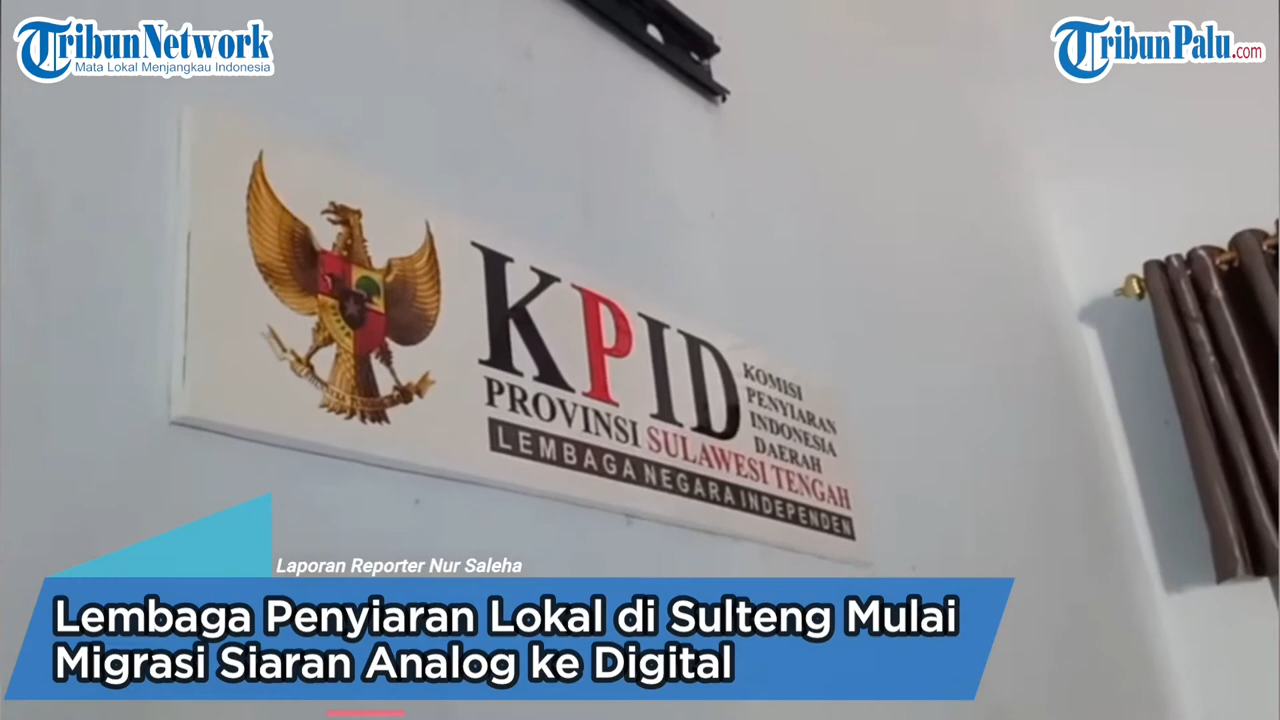 TribunNetwork
Mata Lokal Menjangkau Indonesia
TribunPalu.com
KPID
KOMISI
PENYIARAN
INDONESIA
DAERAH
PROVINSI SULAWESI TENGAH
LEMBAGA NEGARA INDEPENDEN
Laporan Reporter Nur Saleha
Lembaga Penyiaran Lokal di Sulteng Mulai
Migrasi Siaran Analog ke Digital